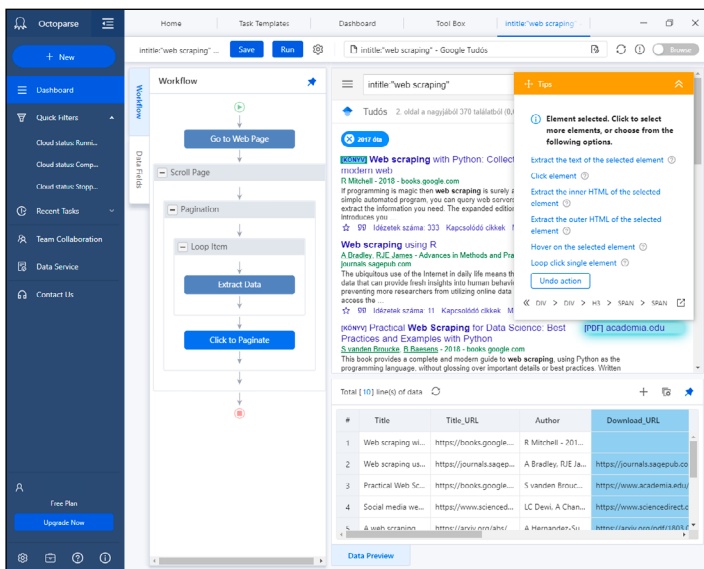 Octoparse
Home
Task Templates
Dashboard
Tool Box
intitle:"web scraping"
+ New
intitle:"web scraping" ...
Save
Run
intitle:"web scraping" - Google Tudós
Browse
Dashboard
Quick Filters
Cloud status: Runni...
Cloud status: Comp...
Cloud status: Stopp...
Recent Tasks
Team Collaboration
Data Service
Contact Us
Free Plan
Upgrade Now
Workflow
Data Fields
Workflow
Go to Web Page
Scroll Page
Pagination
Loop Item
Extract Data
Click to Paginate
intitle:"web scraping"
Tudós 2. oldal a nagyjából 370 találatból (0,0
2017 óta
[KÖNYV] Web scraping with Python: Collect
modern web
R Mitchell - 2018 - books.google.com
If programming is magic then web scraping is surely a
simple automated program, you can query web servers
extract the information you need. The expanded edition
Introduces you ...
Idézetek száma: 333 Kapcsolódó cikkek
Web scraping using R
A Bradley, RJE James - Advances in Methods and Pra
journals.sagepub.com
The ubiquitous use of the Internet in daily life means th
data that can provide fresh insights into human behavi
preventing more researchers from utilizing online data
access the ...
Idézetek száma: 11 Kapcsolódó cikkek M
[KÖNYV] Practical Web Scraping for Data Science: Best
Practices and Examples with Python
[PDF] academia.edu
S vanden Broucke, B Baesens - 2018 - books.google.com
This book provides a complete and modern guide to web scraping, using Python as the
programming language, without glossing over important details or best practices. Written
Tips
Element selected. Click to select
more elements, or choose from the
following options.
Extract the text of the selected element
Click element
Extract the inner HTML of the selected
element
Extract the outer HTML of the selected
element
Hover on the selected element
Loop click single element
Undo action
DIV > DIV > H3 > SPAN > SPAN
Total [10] line(s) of data
# Title Title_URL Author Download_URL
1 Web scraping wi... https://books.google.... R Mitchell - 201...
2 Web scraping us... https://journals.sagep... A Bradley, RJE Ja... https://journals.sagepub.co
3 Practical Web Sc... https://books.google.... S vanden Brouc... https://www.academia.edu/
4 Social media we... https://www.scienced... LC Dewi, A Chan... https://www.sciencedirect.c
5 A web scraping https://arxiv.org/abs/ A Hernandez-Su https://arxiv.org/pdf/1803.0
Data Preview